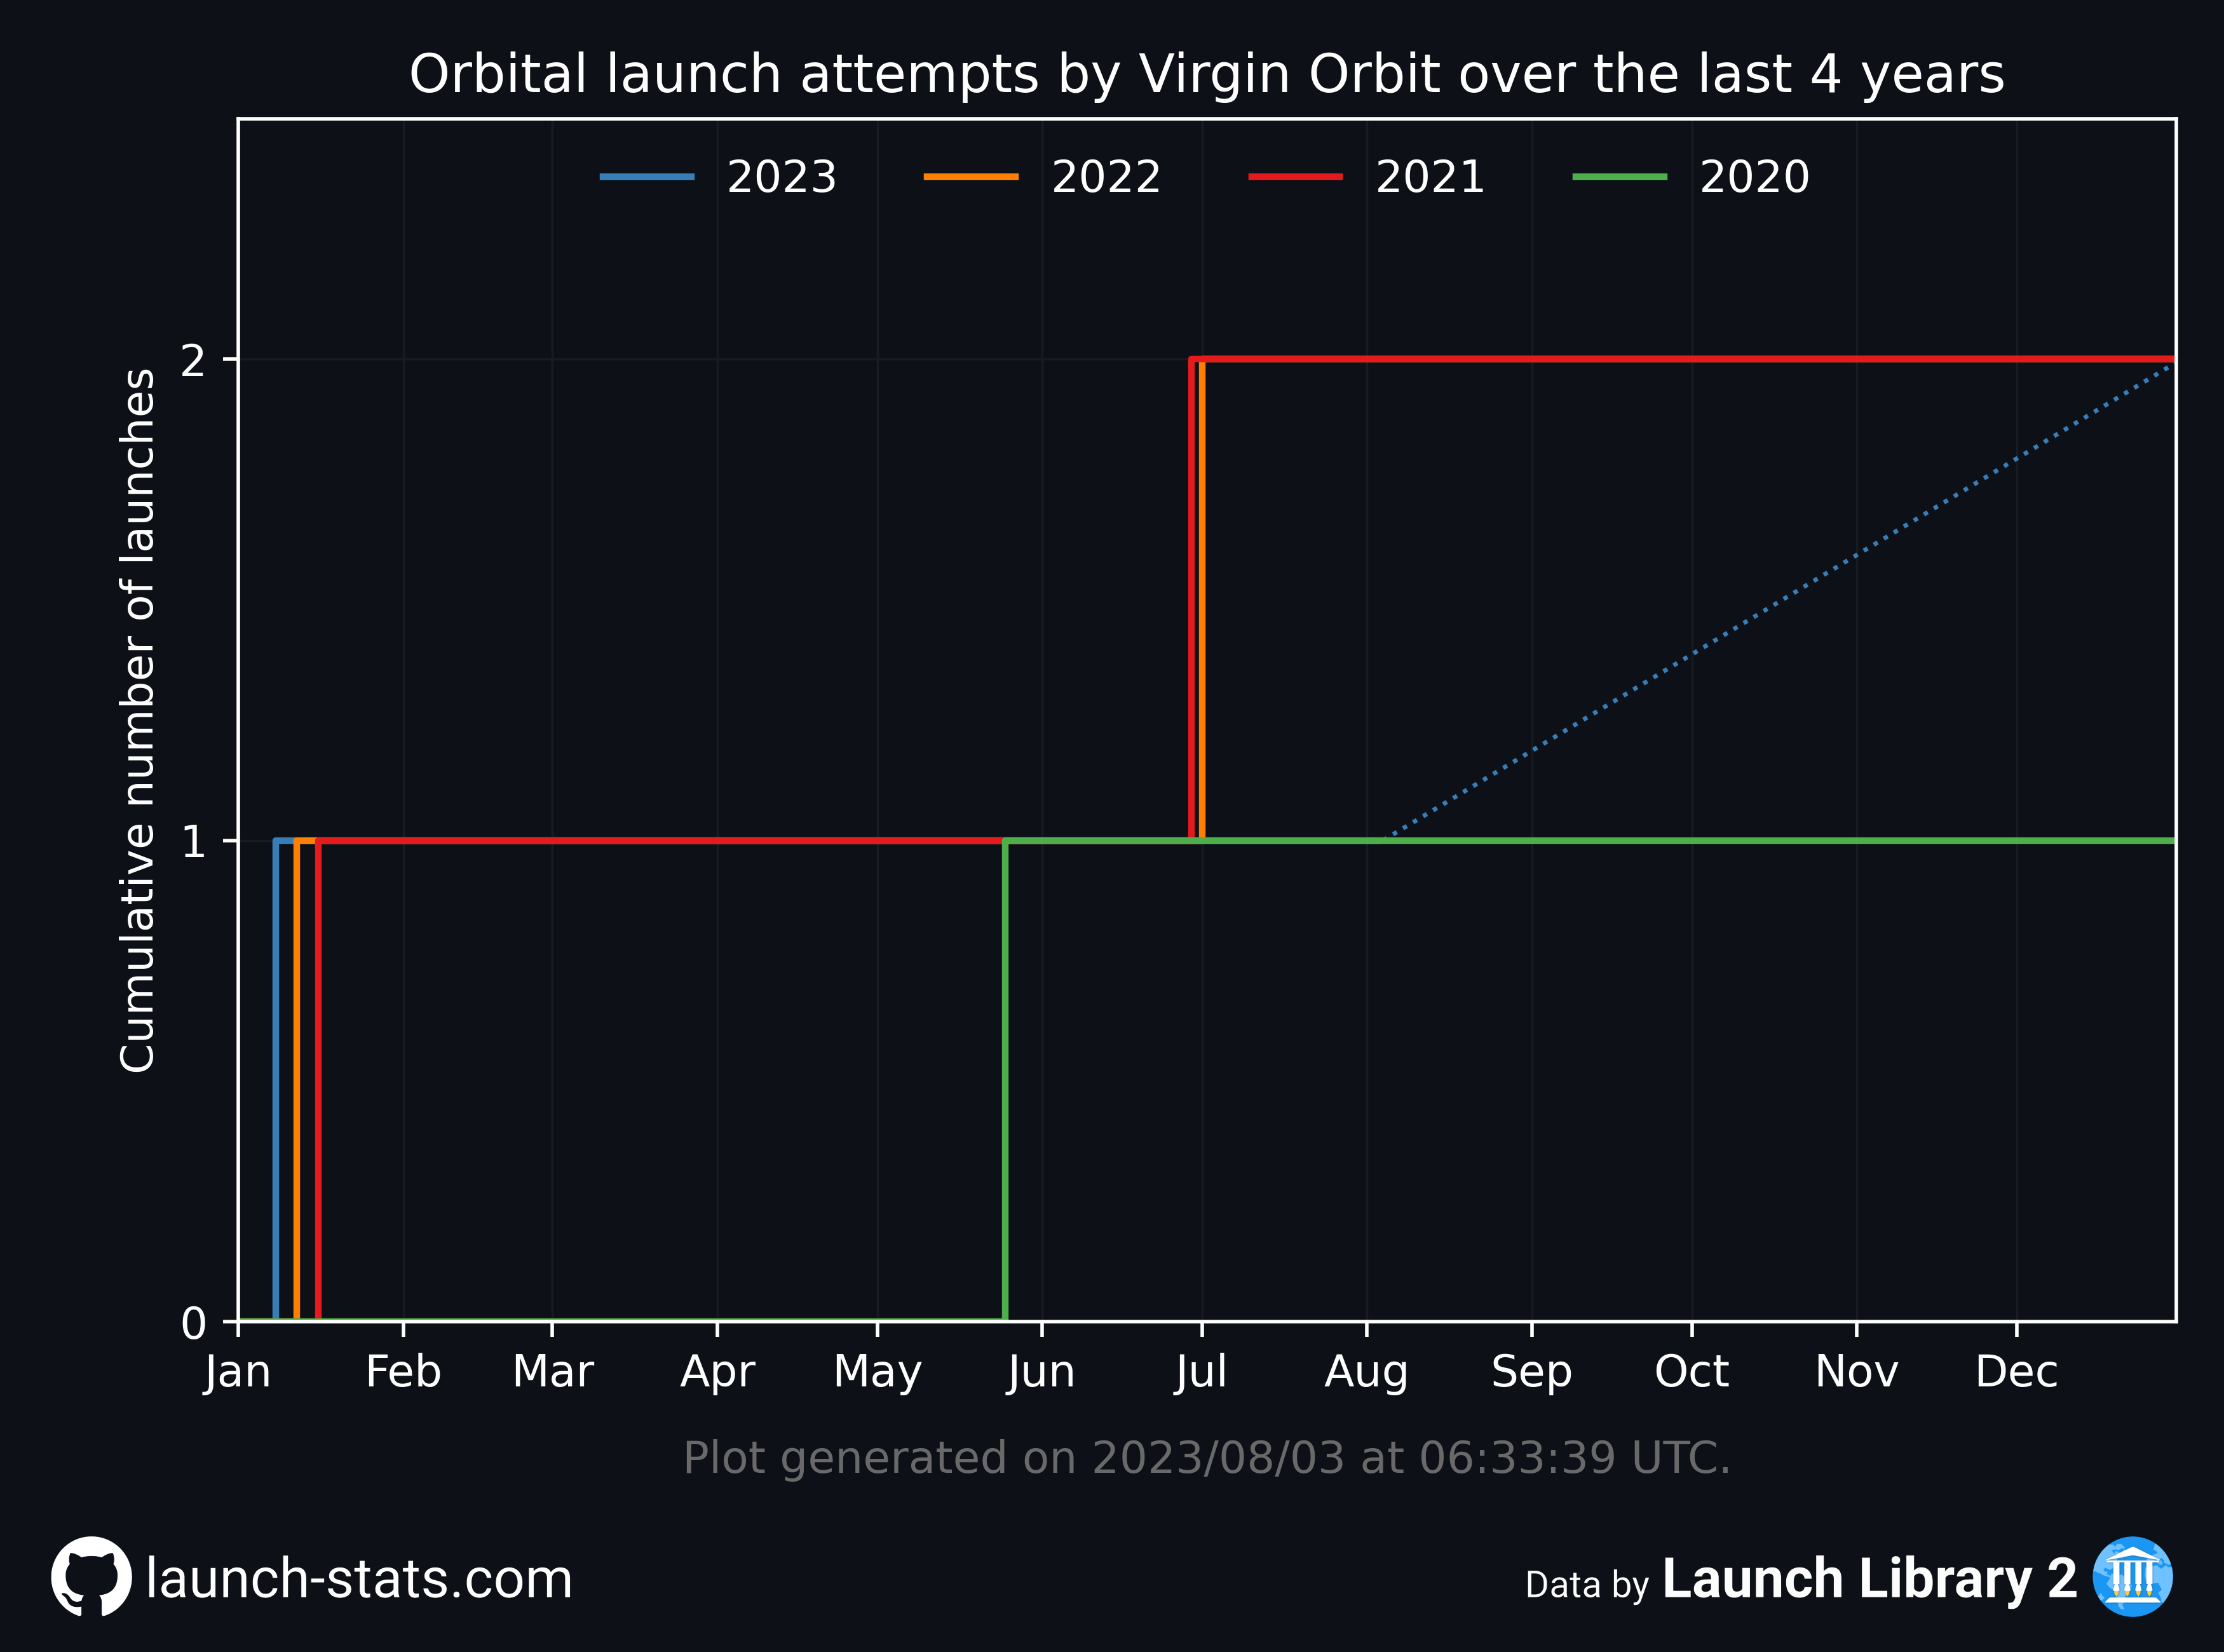 Orbital launch attempts by Virgin Orbit over the last 4 years
2023 2022 2021 2020
Cumulative number of launches
2
1
0
Jan Feb Mar Apr May Jun Jul Aug Sep Oct Nov Dec
Plot generated on 2023/08/03 at 06:33:39 UTC.
launch-stats.com
Data by Launch Library 2